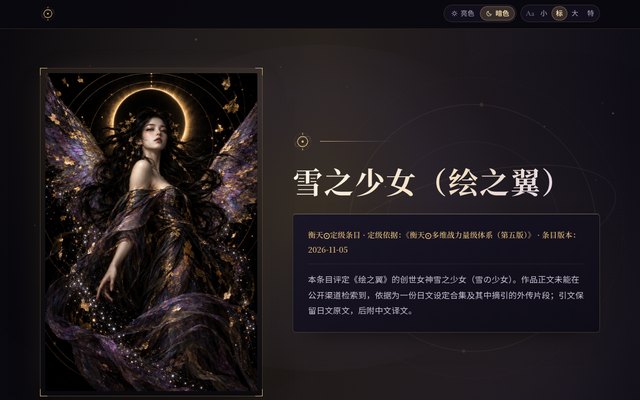 亮色 暗色 Aa 小 标 大 特
雪之少女（绘之翼）
衡天⊙定级条目 · 定级依据：《衡天⊙多维战力量级体系（第五版）》 · 条目版本：
2026-11-05
本条目评定《绘之翼》的创世女神雪之少女（雪の少女）。作品正文未能在
公开渠道检索到，依据为一份日文设定合集及其中摘引的外传片段；引文保
留日文原文，后附中文译文。